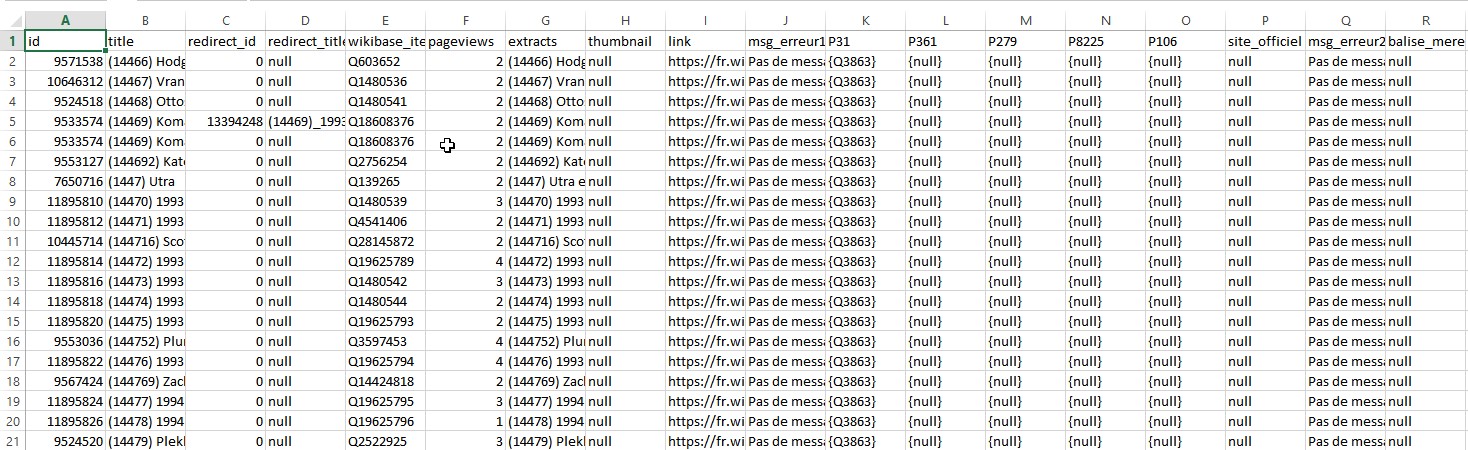 A B C D E F G H I J K L M N O P Q R
1 id title redirect_id redirect_title wikibase_ite pageviews extracts thumbnail link msg_erreur1 P31 P361 P279 P8225 P106 site_officiel msg_erreur2 balise_mere
2 9571538 (14466) Hodg 0 null Q603652 2 (14466) Hodg null https://fr.wi Pas de messa {Q3863} {null} {null} {null} {null} null Pas de messa null
3 10646312 (14467) Vran 0 null Q1480536 2 (14467) Vran null https://fr.wi Pas de messa {Q3863} {null} {null} {null} {null} null Pas de messa null
4 9524518 (14468) Otto 0 null Q1480541 2 (14468) Otto null https://fr.wi Pas de messa {Q3863} {null} {null} {null} {null} null Pas de messa null
5 9533574 (14469) Kom 13394248 (14469)_1993 Q18608376 2 (14469) Kom null https://fr.wi Pas de messa {Q3863} {null} {null} {null} {null} null Pas de messa null
6 9533574 (14469) Kom 0 null Q18608376 2 (14469) Kom null https://fr.wi Pas de messa {Q3863} {null} {null} {null} {null} null Pas de messa null
7 9553127 (144692) Kat 0 null Q2756254 2 (144692) Kat null https://fr.wi Pas de messa {Q3863} {null} {null} {null} {null} null Pas de messa null
8 7650716 (1447) Utra 0 null Q139265 2 (1447) Utra e null https://fr.wi Pas de messa {Q3863} {null} {null} {null} {null} null Pas de messa null
9 11895810 (14470) 1993 0 null Q1480539 3 (14470) 1993 null https://fr.wi Pas de messa {Q3863} {null} {null} {null} {null} null Pas de messa null
10 11895812 (14471) 1993 0 null Q4541406 2 (14471) 1993 null https://fr.wi Pas de messa {Q3863} {null} {null} {null} {null} null Pas de messa null
11 10445714 (144716) Sco 0 null Q28145872 2 (144716) Sco null https://fr.wi Pas de messa {Q3863} {null} {null} {null} {null} null Pas de messa null
12 11895814 (14472) 1993 0 null Q19625789 4 (14472) 1993 null https://fr.wi Pas de messa {Q3863} {null} {null} {null} {null} null Pas de messa null
13 11895816 (14473) 1993 0 null Q1480542 3 (14473) 1993 null https://fr.wi Pas de messa {Q3863} {null} {null} {null} {null} null Pas de messa null
14 11895818 (14474) 1993 0 null Q1480544 2 (14474) 1993 null https://fr.wi Pas de messa {Q3863} {null} {null} {null} {null} null Pas de messa null
15 11895820 (14475) 1993 0 null Q19625793 2 (14475) 1993 null https://fr.wi Pas de messa {Q3863} {null} {null} {null} {null} null Pas de messa null
16 9553036 (144752) Plu 0 null Q3597453 4 (144752) Plu null https://fr.wi Pas de messa {Q3863} {null} {null} {null} {null} null Pas de messa null
17 11895822 (14476) 1993 0 null Q19625794 4 (14476) 1993 null https://fr.wi Pas de messa {Q3863} {null} {null} {null} {null} null Pas de messa null
18 9567424 (144769) Zac 0 null Q14424818 2 (144769) Zac null https://fr.wi Pas de messa {Q3863} {null} {null} {null} {null} null Pas de messa null
19 11895824 (14477) 1994 0 null Q19625795 3 (14477) 1994 null https://fr.wi Pas de messa {Q3863} {null} {null} {null} {null} null Pas de messa null
20 11895826 (14478) 1994 0 null Q19625796 1 (14478) 1994 null https://fr.wi Pas de messa {Q3863} {null} {null} {null} {null} null Pas de messa null
21 9524520 (14479) Plekl 0 null Q2522925 3 (14479) Plekl null https://fr.wi Pas de messa {Q3863} {null} {null} {null} {null} null Pas de messa null